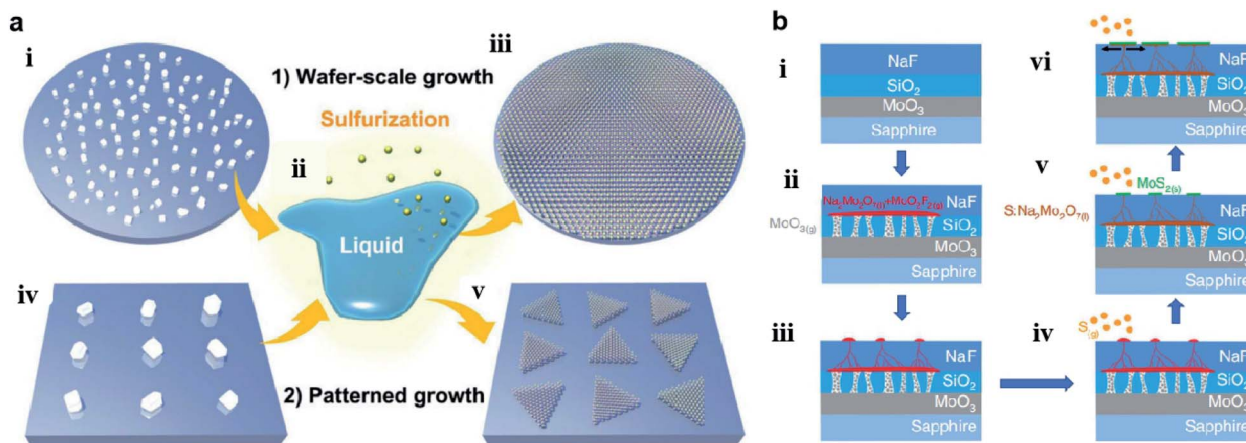 a
i
iii
1) Wafer-scale growth
Sulfurization
ii
Liquid
iv
v
2) Patterned growth
b
i
NaF
SiO₂
MoO₃
Sapphire
ii
Na₂Mo₂O₇₍ₗ₎+MoO₂F₂₍g₎
NaF
MoO₃₍g₎
SiO₂
MoO₃
Sapphire
iii
NaF
SiO₂
MoO₃
Sapphire
iv
S₍g₎
NaF
SiO₂
MoO₃
Sapphire
v
MoS₂₍ₛ₎
S:Na₂Mo₂O₇₍ₗ₎
NaF
SiO₂
MoO₃
Sapphire
vi
NaF
SiO₂
MoO₃
Sapphire